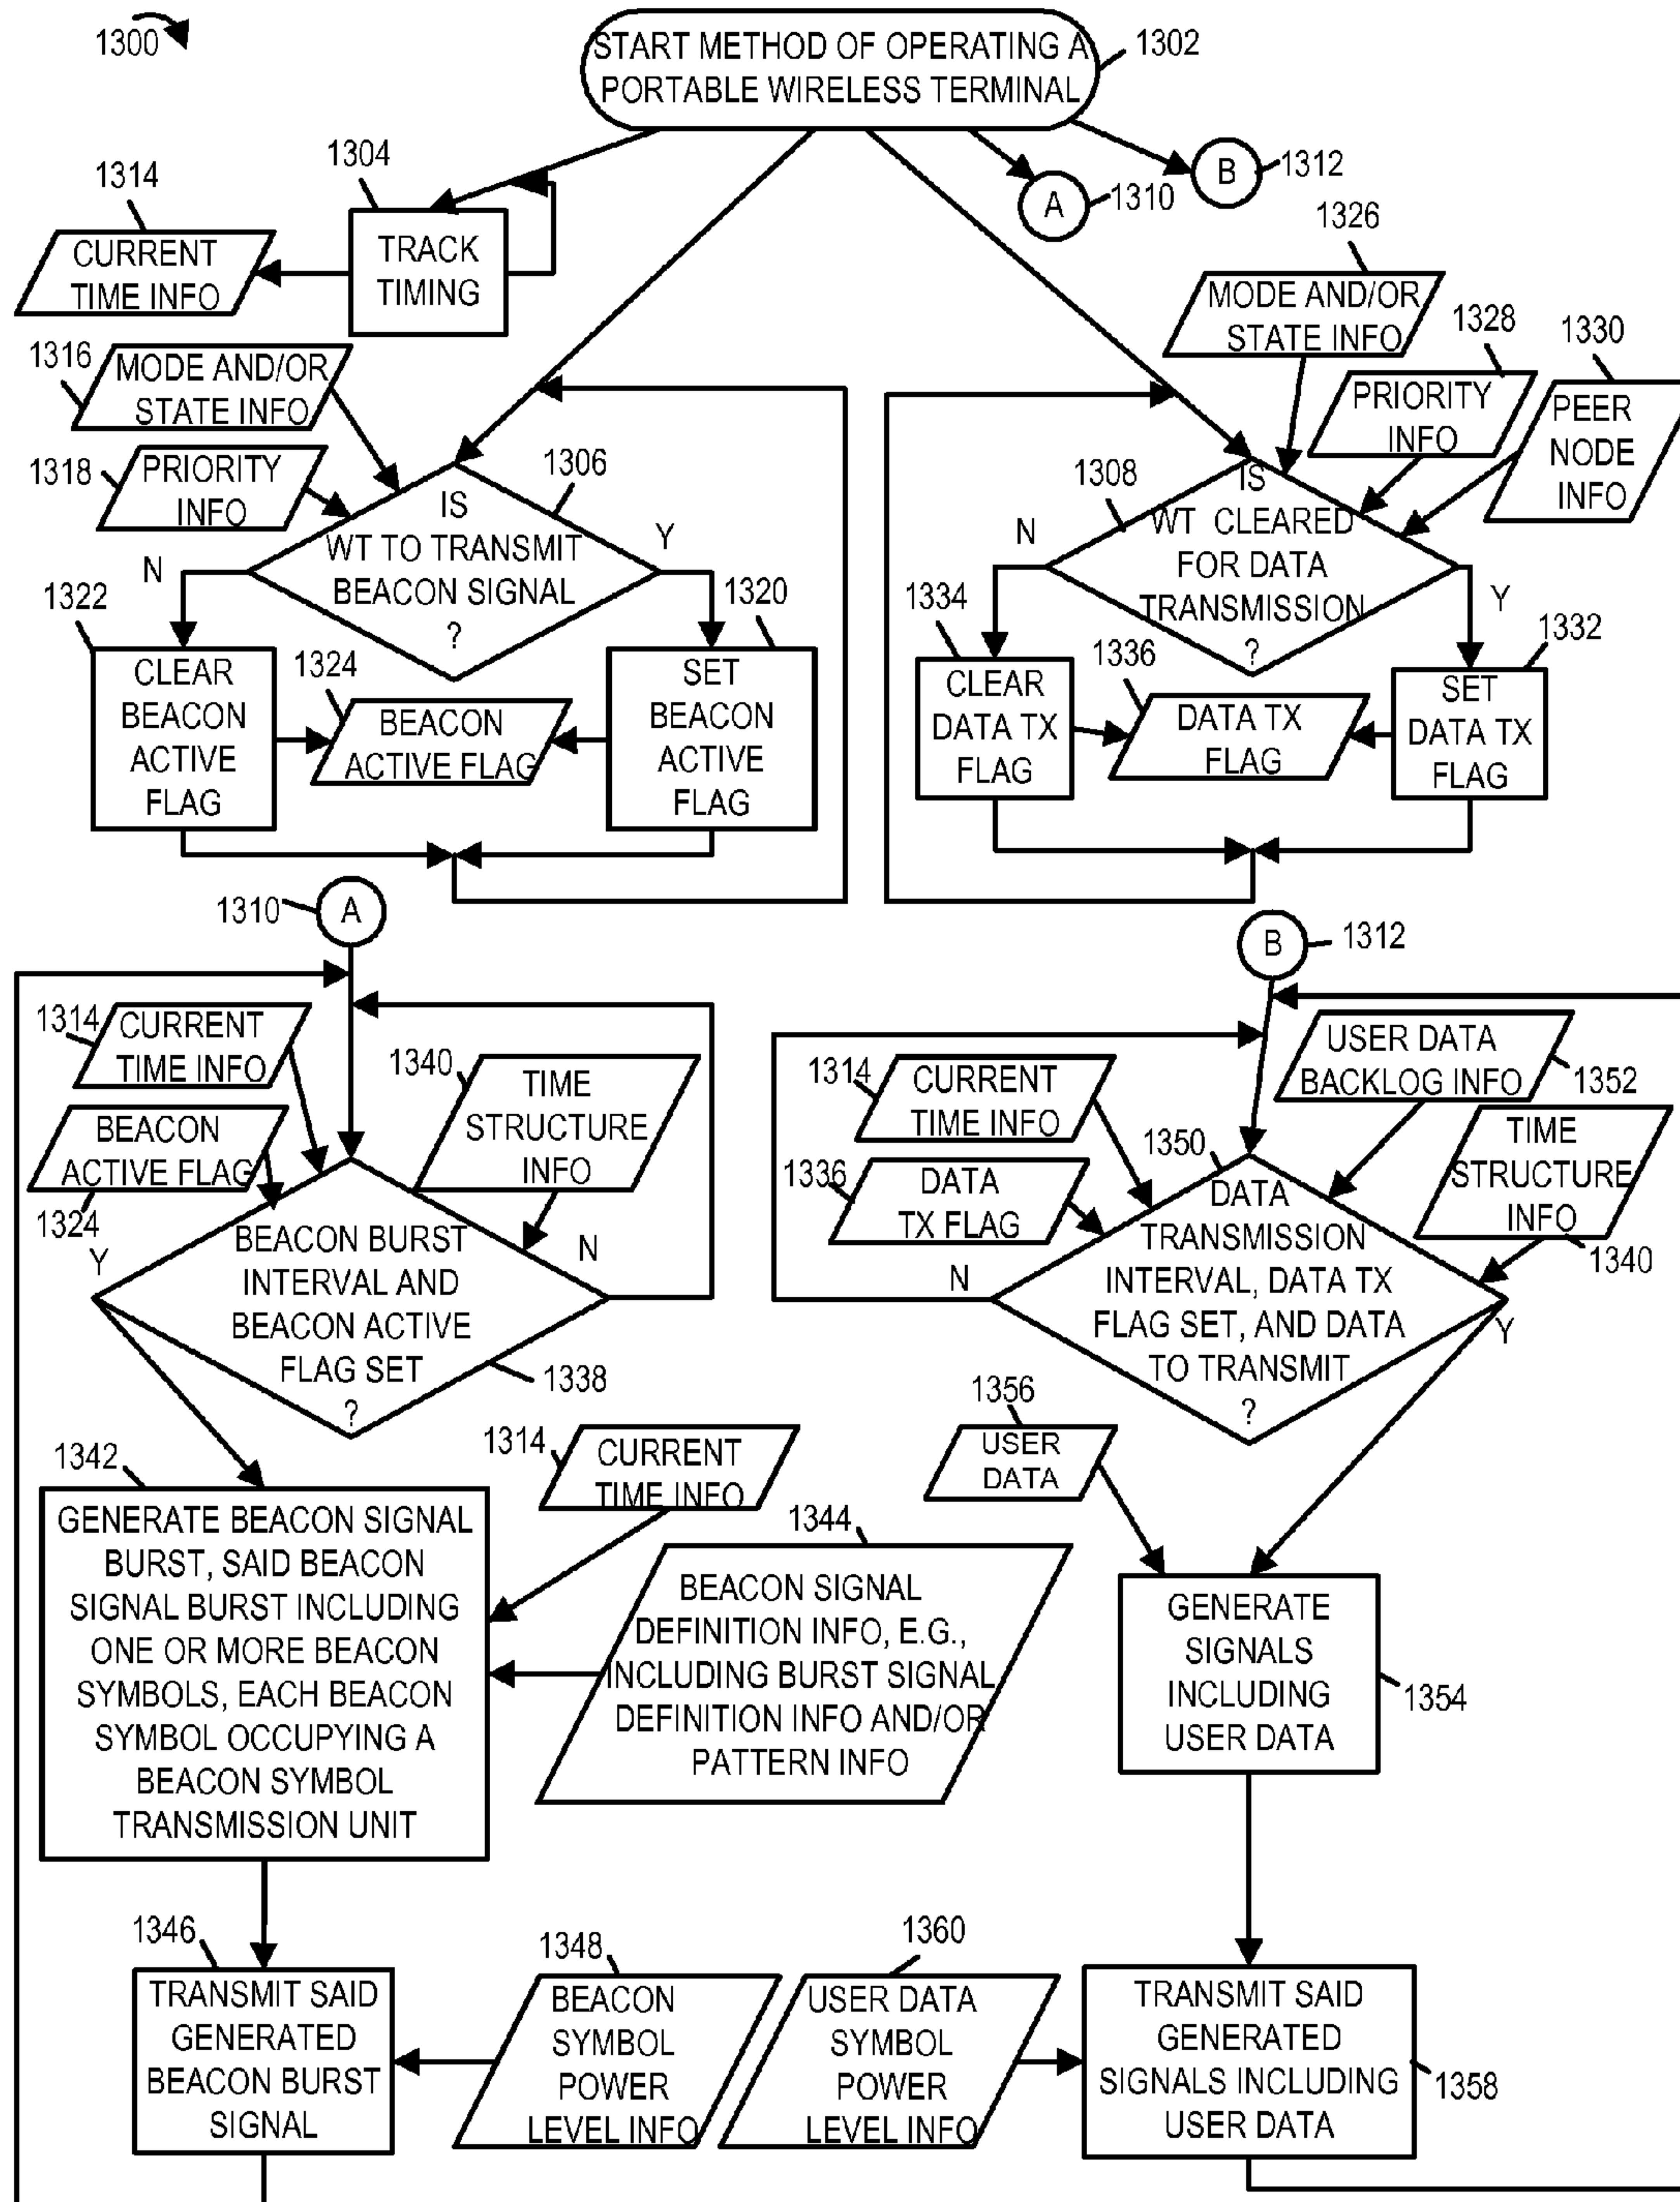 1300
START METHOD OF OPERATING A
PORTABLE WIRELESS TERMINAL
1302
1304
TRACK
TIMING
1314
CURRENT
TIME INFO
A
1310
B
1312
1316
MODE AND/OR
STATE INFO
1318
PRIORITY
INFO
1306
IS
WT TO TRANSMIT
BEACON SIGNAL
?
N
Y
1322
CLEAR
BEACON
ACTIVE
FLAG
1324
BEACON
ACTIVE FLAG
1320
SET
BEACON
ACTIVE
FLAG
1326
MODE AND/OR
STATE INFO
1328
PRIORITY
INFO
1330
PEER
NODE
INFO
1308
IS
WT CLEARED
FOR DATA
TRANSMISSION
?
N
Y
1334
CLEAR
DATA TX
FLAG
1336
DATA TX
FLAG
1332
SET
DATA TX
FLAG
1310
A
1314
CURRENT
TIME INFO
BEACON
ACTIVE FLAG
1324
1340
TIME
STRUCTURE
INFO
Y
BEACON BURST
INTERVAL AND
BEACON ACTIVE
FLAG SET
?
N
1338
1342
GENERATE BEACON SIGNAL
BURST, SAID BEACON
SIGNAL BURST INCLUDING
ONE OR MORE BEACON
SYMBOLS, EACH BEACON
SYMBOL OCCUPYING A
BEACON SYMBOL
TRANSMISSION UNIT
1314
CURRENT
TIME INFO
1344
BEACON SIGNAL
DEFINITION INFO, E.G.,
INCLUDING BURST SIGNAL
DEFINITION INFO AND/OR
PATTERN INFO
1346
TRANSMIT SAID
GENERATED
BEACON BURST
SIGNAL
1348
BEACON
SYMBOL
POWER
LEVEL INFO
B
1312
1314
CURRENT
TIME INFO
1336
DATA
TX FLAG
USER DATA
BACKLOG INFO
1352
TIME
STRUCTURE
INFO
1340
1350
DATA
TRANSMISSION
INTERVAL, DATA TX
FLAG SET, AND DATA
TO TRANSMIT
?
N
Y
1356
USER
DATA
GENERATE
SIGNALS
INCLUDING
USER DATA
1354
1360
USER DATA
SYMBOL
POWER
LEVEL INFO
TRANSMIT SAID
GENERATED
SIGNALS INCLUDING
USER DATA
1358